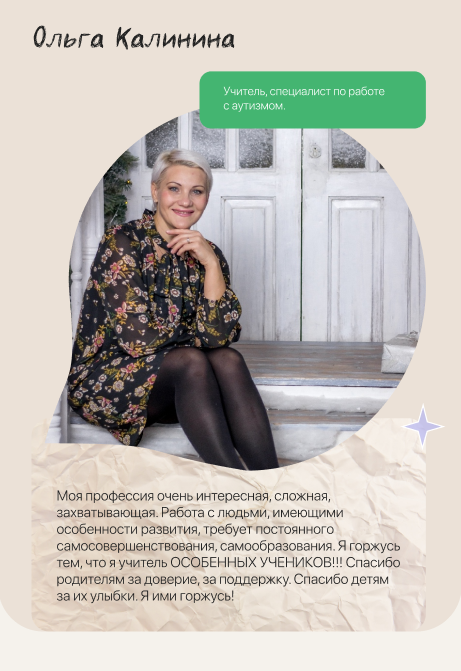 Ольга Калинина
Учитель, специалист по работе
с аутизмом.
Моя профессия очень интересная, сложная,
захватывающая. Работа с людьми, имеющими
особенности развития, требует постоянного
самосовершенствования, самообразования. Я горжусь
тем, что я учитель ОСОБЕННЫХ УЧЕНИКОВ!!! Спасибо
родителям за доверие, за поддержку. Спасибо детям
за их улыбки. Я ими горжусь!